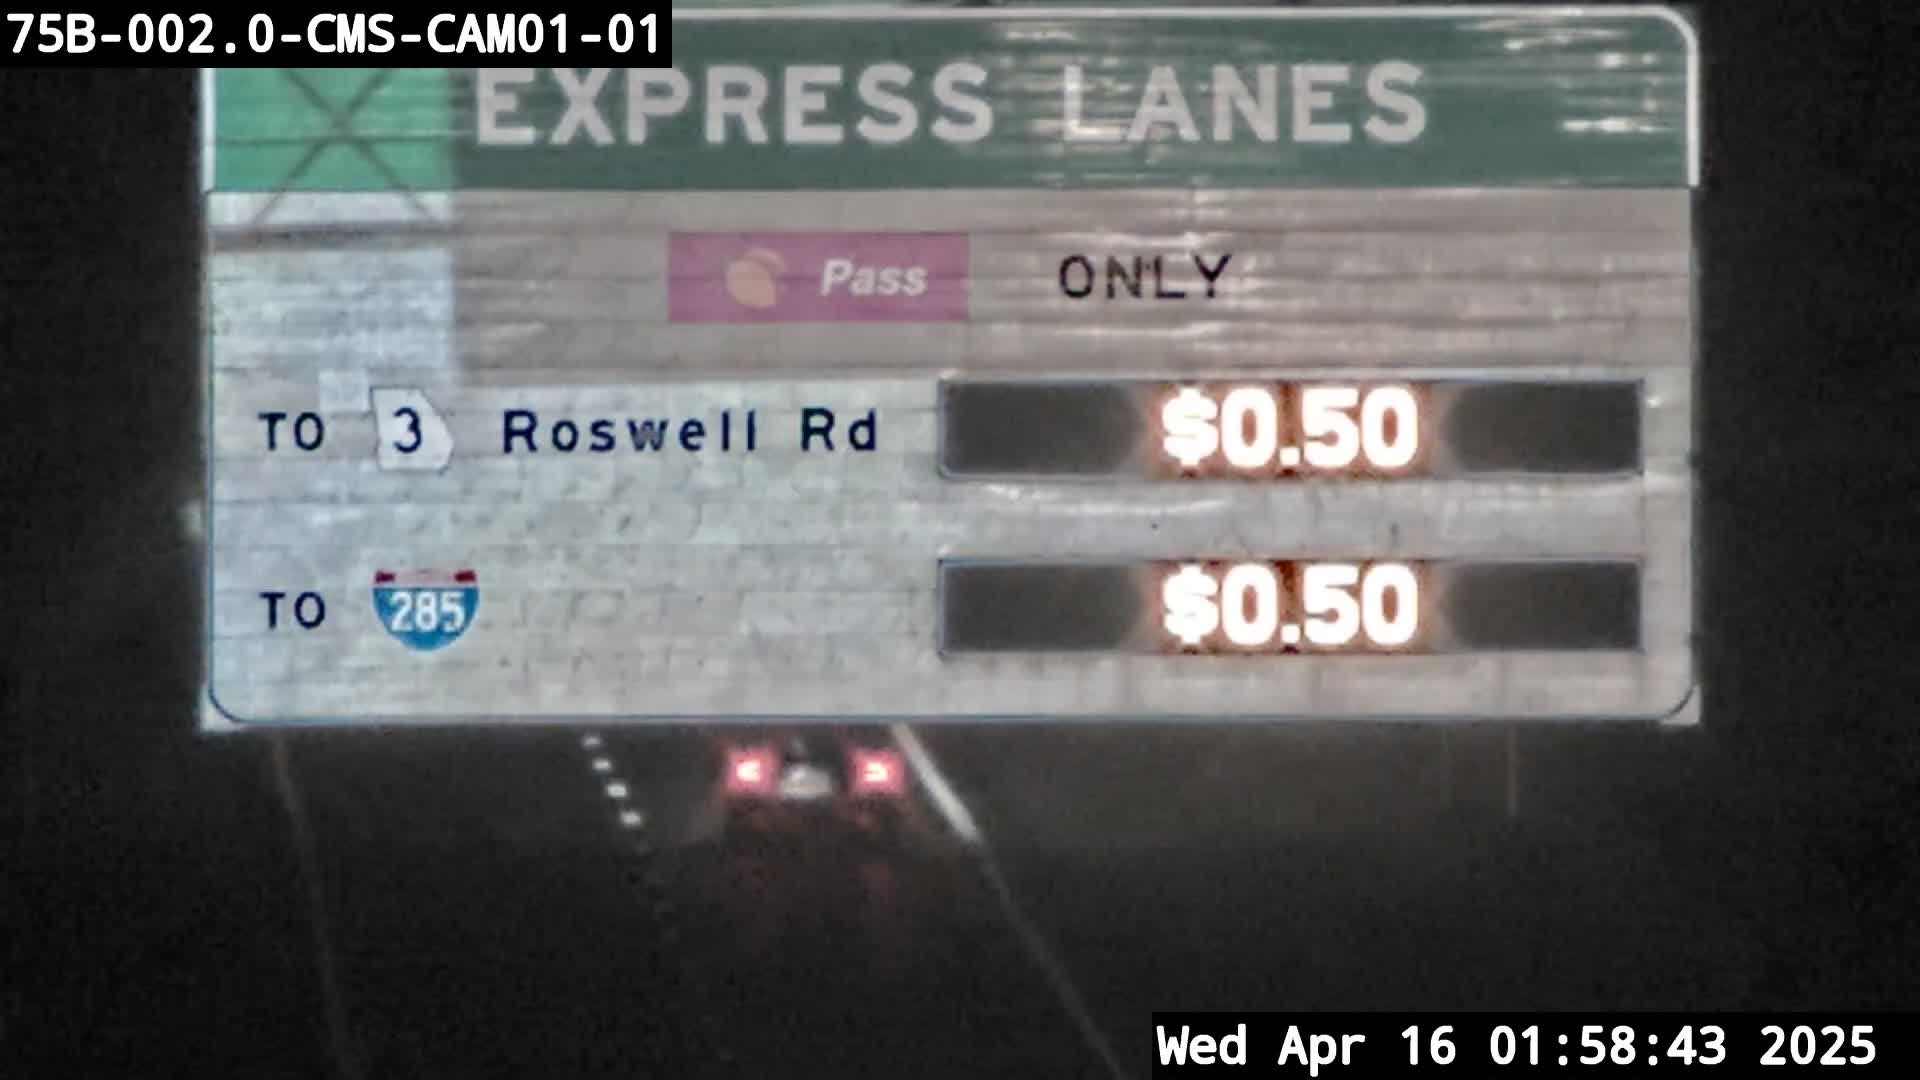 75B-002.0-CMS-CAM01-01
EXPRESS LANES
Pass ONLY
TO 3 Roswell Rd $0.50
TO 285 $0.50
Wed Apr 16 01:58:43 2025